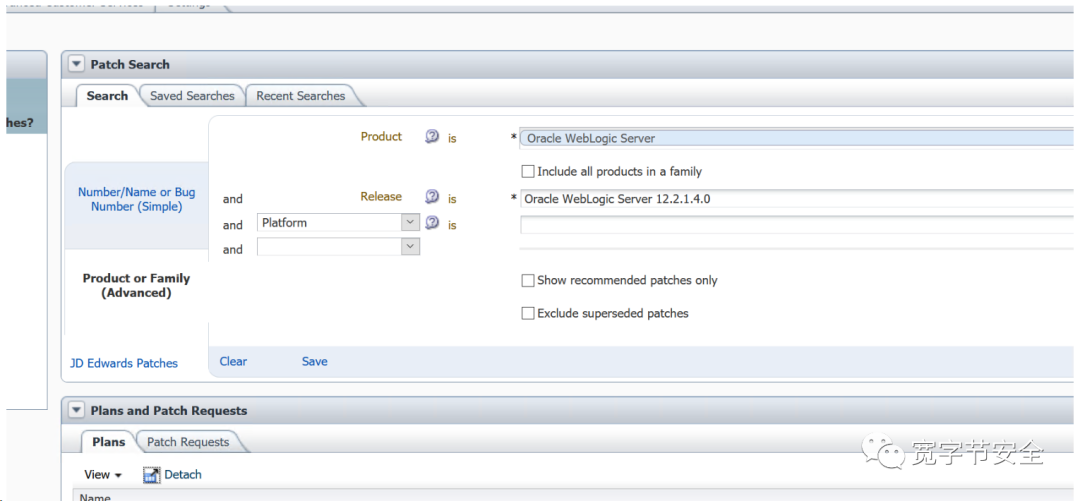 Patch Search
Search Saved Searches Recent Searches
hes?
Product is * Oracle WebLogic Server
Include all products in a family
Number/Name or Bug Number (Simple)
and Release is * Oracle WebLogic Server 12.2.1.4.0
and Platform is
and
Product or Family (Advanced)
Show recommended patches only
Exclude superseded patches
JD Edwards Patches
Clear Save
Plans and Patch Requests
Plans Patch Requests
View Detach
Name
宽字节安全